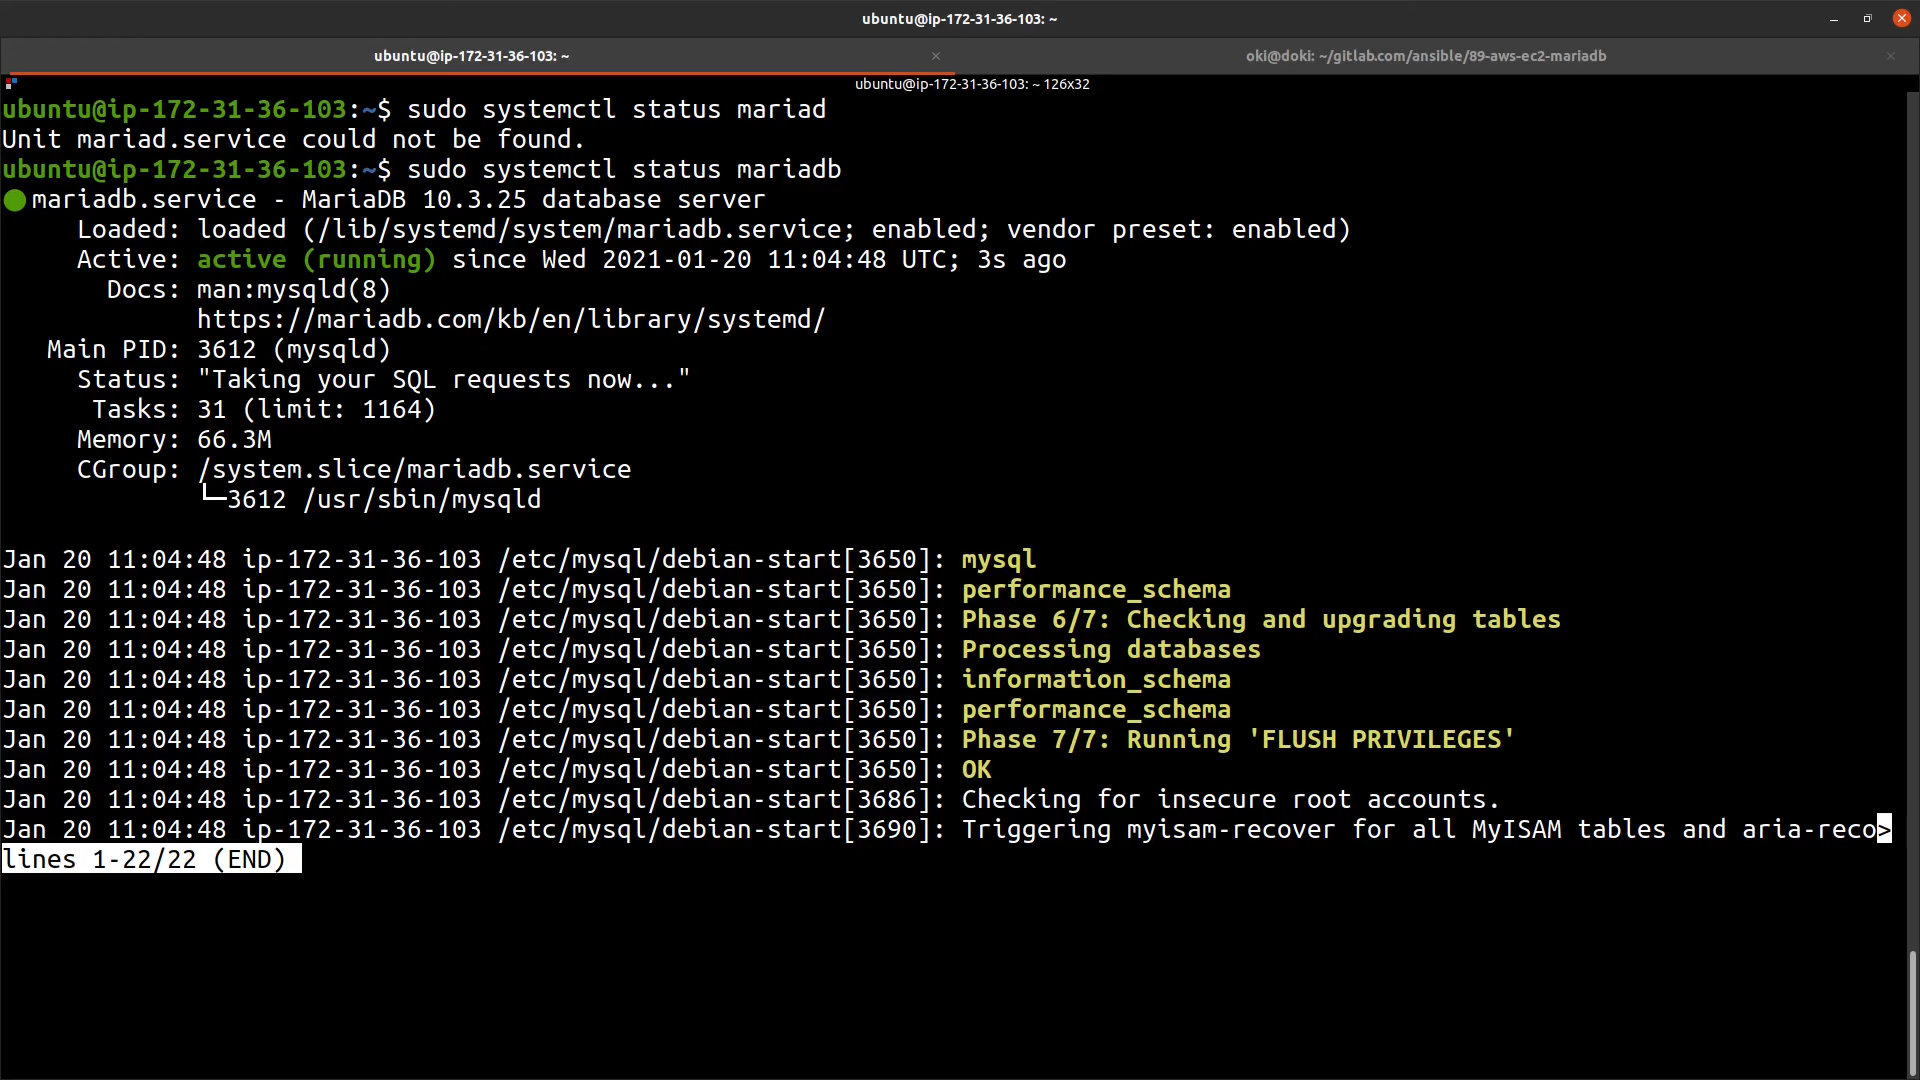 ubuntu@ip-172-31-36-103: ~
ubuntu@ip-172-31-36-103: ~
oki@doki: ~/gitlab.com/ansible/89-aws-ec2-mariadb
ubuntu@ip-172-31-36-103: ~ 126x32
ubuntu@ip-172-31-36-103:~$ sudo systemctl status mariad
Unit mariad.service could not be found.
ubuntu@ip-172-31-36-103:~$ sudo systemctl status mariadb
● mariadb.service - MariaDB 10.3.25 database server
     Loaded: loaded (/lib/systemd/system/mariadb.service; enabled; vendor preset: enabled)
     Active: active (running) since Wed 2021-01-20 11:04:48 UTC; 3s ago
       Docs: man:mysqld(8)
             https://mariadb.com/kb/en/library/systemd/
   Main PID: 3612 (mysqld)
     Status: "Taking your SQL requests now..."
      Tasks: 31 (limit: 1164)
     Memory: 66.3M
     CGroup: /system.slice/mariadb.service
             └─3612 /usr/sbin/mysqld
Jan 20 11:04:48 ip-172-31-36-103 /etc/mysql/debian-start[3650]: mysql
Jan 20 11:04:48 ip-172-31-36-103 /etc/mysql/debian-start[3650]: performance_schema
Jan 20 11:04:48 ip-172-31-36-103 /etc/mysql/debian-start[3650]: Phase 6/7: Checking and upgrading tables
Jan 20 11:04:48 ip-172-31-36-103 /etc/mysql/debian-start[3650]: Processing databases
Jan 20 11:04:48 ip-172-31-36-103 /etc/mysql/debian-start[3650]: information_schema
Jan 20 11:04:48 ip-172-31-36-103 /etc/mysql/debian-start[3650]: performance_schema
Jan 20 11:04:48 ip-172-31-36-103 /etc/mysql/debian-start[3650]: Phase 7/7: Running 'FLUSH PRIVILEGES'
Jan 20 11:04:48 ip-172-31-36-103 /etc/mysql/debian-start[3650]: OK
Jan 20 11:04:48 ip-172-31-36-103 /etc/mysql/debian-start[3686]: Checking for insecure root accounts.
Jan 20 11:04:48 ip-172-31-36-103 /etc/mysql/debian-start[3690]: Triggering myisam-recover for all MyISAM tables and aria-reco>
lines 1-22/22 (END)